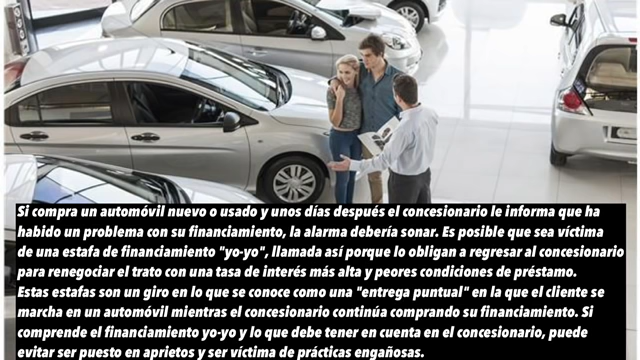 Si compra un automóvil nuevo o usado y unos días después el concesionario le informa que ha
habido un problema con su financiamiento, la alarma debería sonar. Es posible que sea víctima
de una estafa de financiamiento "yo-yo", llamada así porque lo obligan a regresar al concesionario
para renegociar el trato con una tasa de interés más alta y peores condiciones de préstamo.
Estas estafas son un giro en lo que se conoce como una "entrega puntual" en la que el cliente se
marcha en un automóvil mientras el concesionario continúa comprando su financiamiento. Si
comprende el financiamiento yo-yo y lo que debe tener en cuenta en el concesionario, puede
evitar ser puesto en aprietos y ser víctima de prácticas engañosas.